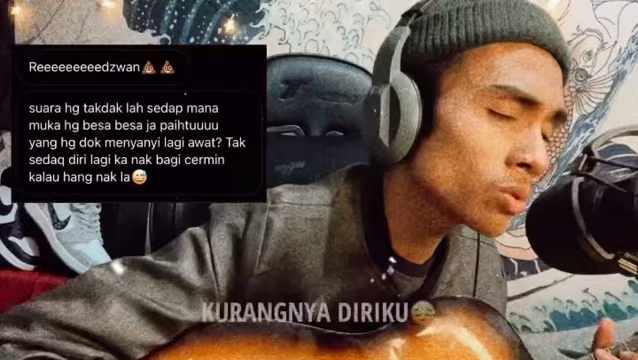 Reeeeeeeeedzwan💩💩
suara hg takdak lah sedap mana
muka hg besa besa ja paihtuuuu
yang hg dok menyanyi lagi awat? Tak
sedaq diri lagi ka nak bagi cermin
kalau hang nak la😅
KURANGNYA DIRIKU